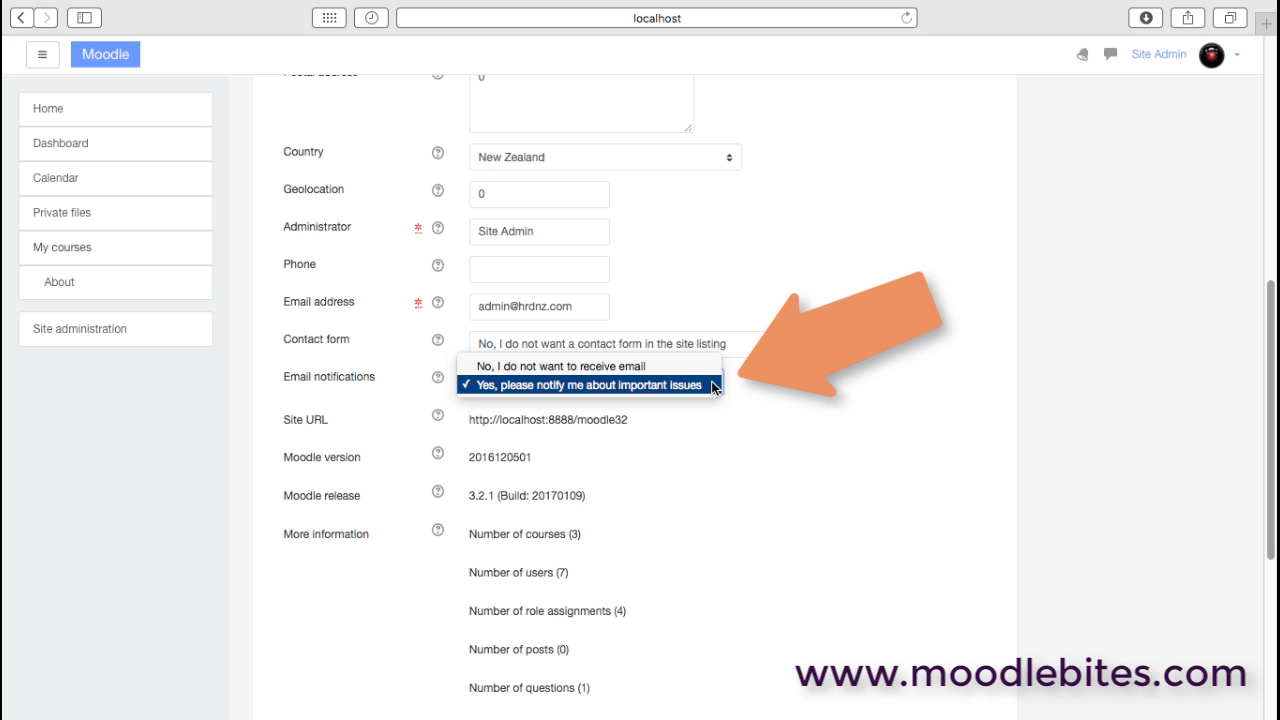 localhost
Moodle
Site Admin
Home
Dashboard
Calendar
Private files
My courses
About
Site administration
Postal address
0
Country
New Zealand
Geolocation
0
Administrator
Site Admin
Phone
Email address
admin@hrdnz.com
Contact form
No, I do not want a contact form in the site listing
Email notifications
No, I do not want to receive email
✓ Yes, please notify me about important issues
Site URL
http://localhost:8888/moodle32
Moodle version
2016120501
Moodle release
3.2.1 (Build: 20170109)
More information
Number of courses (3)
Number of users (7)
Number of role assignments (4)
Number of posts (0)
Number of questions (1)
www.moodlebites.com